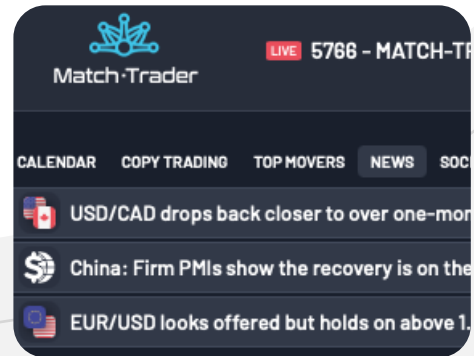 Match-Trader
LIVE 5766 - MATCH-TR
CALENDAR COPY TRADING TOP MOVERS NEWS SOCI
USD/CAD drops back closer to over one-mon
China: Firm PMIs show the recovery is on the
EUR/USD looks offered but holds on above 1.